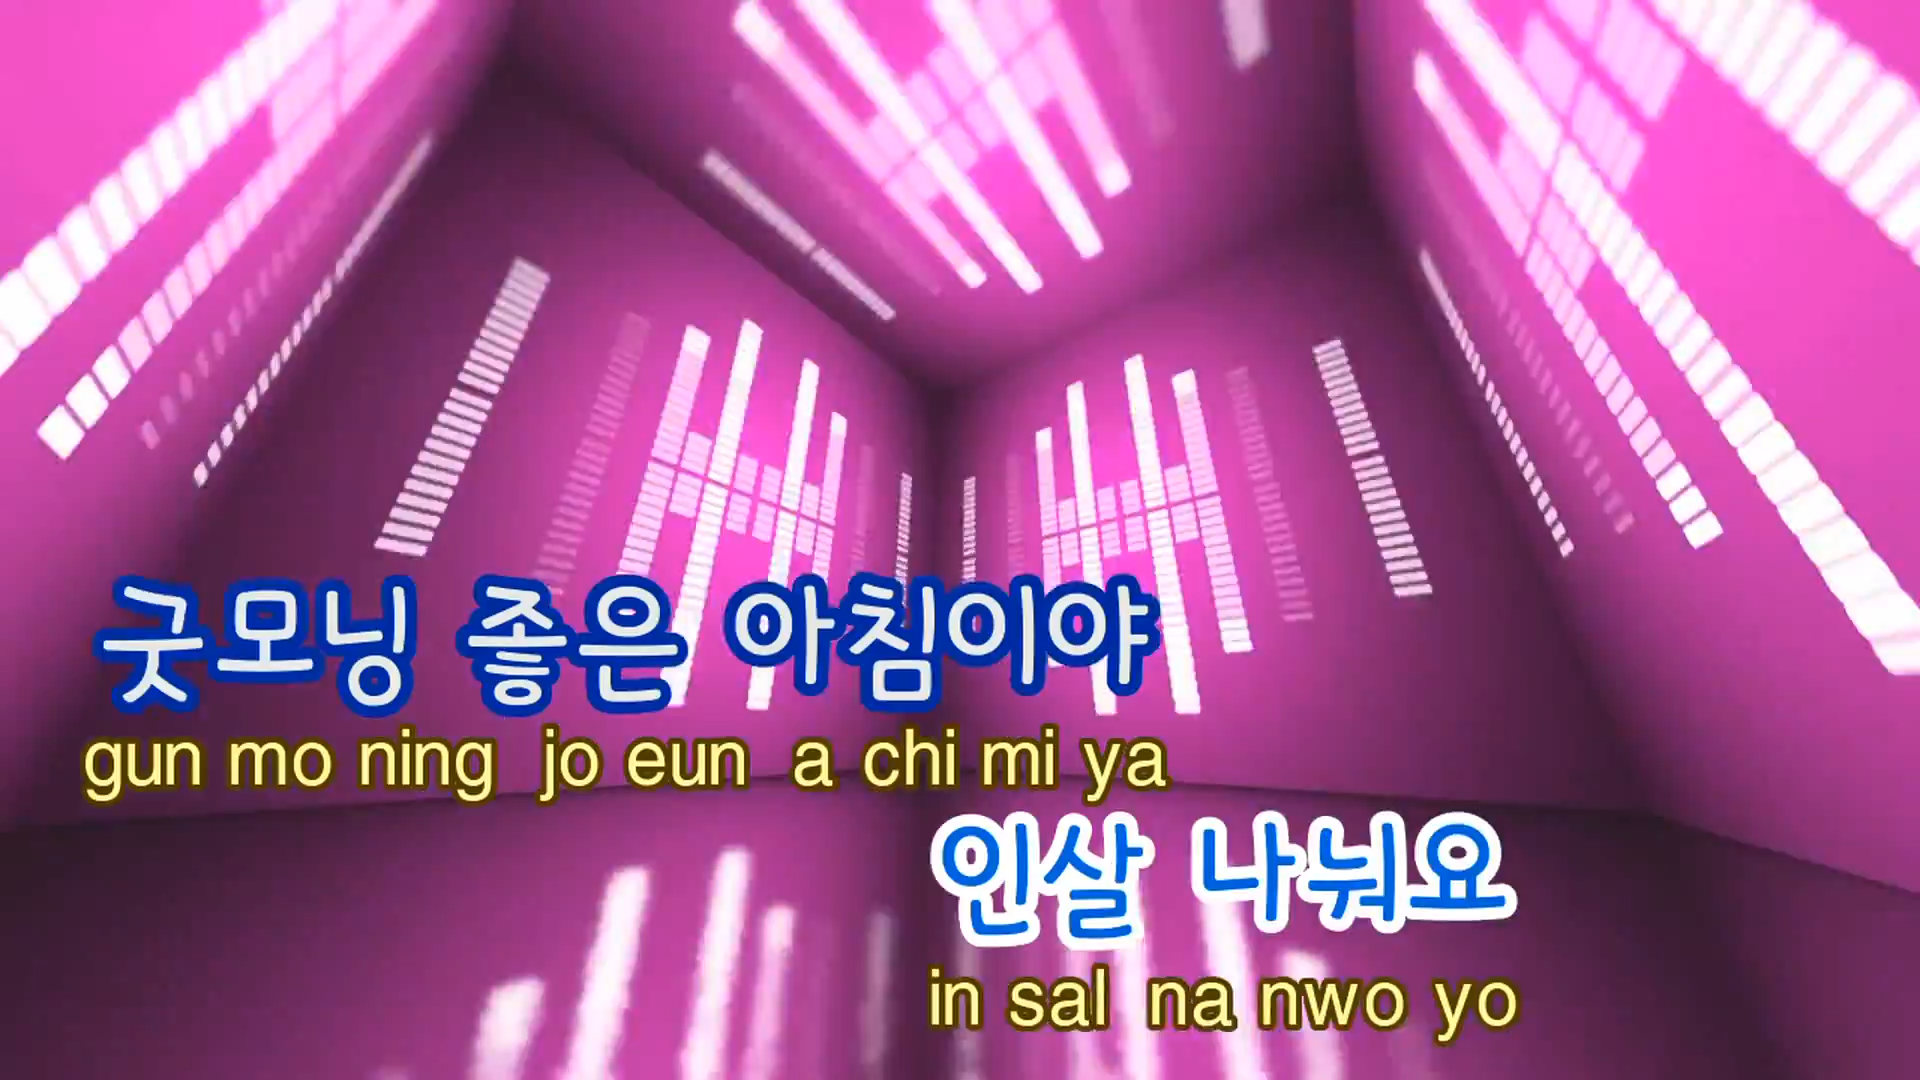 굿모닝 좋은 아침이야
gun mo ning jo eun a chi mi ya
인살 나눠요
in sal na nwo yo